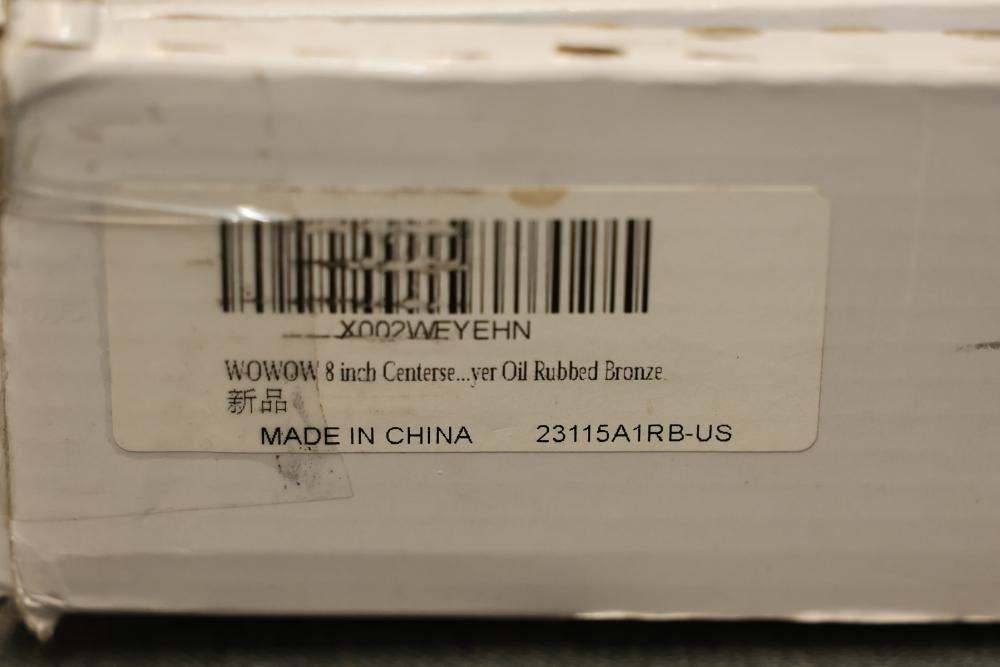 X002WEYEHN
WOWOW 8 inch Centerse...yer Oil Rubbed Bronze
新品
MADE IN CHINA 23115A1RB-US